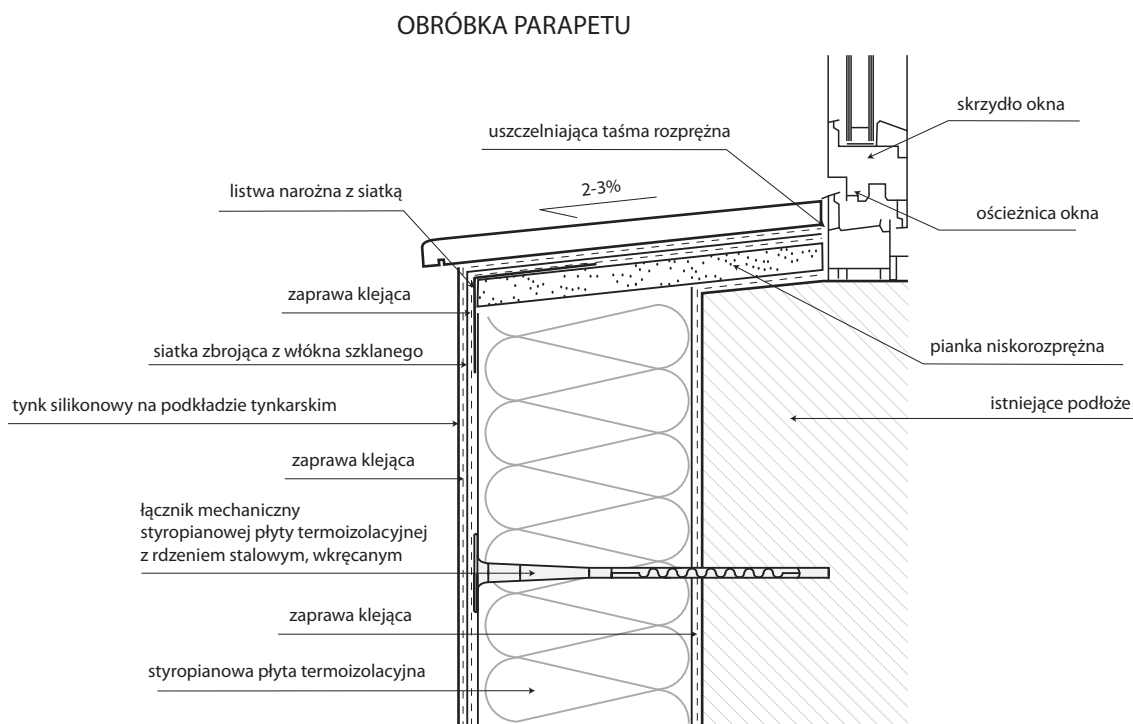 OBRÓBKA PARAPETU
skrzydło okna
uszczelniająca taśma rozprężna
2-3%
listwa narożna z siatką
ościeżnica okna
zaprawa klejąca
siatka zbrojąca z włókna szklanego
pianka niskorozprężna
tynk silikonowy na podkładzie tynkarskim
istniejące podłoże
zaprawa klejąca
łącznik mechaniczny
styropianowej płyty termoizolacyjnej
z rdzeniem stalowym, wkręcanym
zaprawa klejąca
styropianowa płyta termoizolacyjna